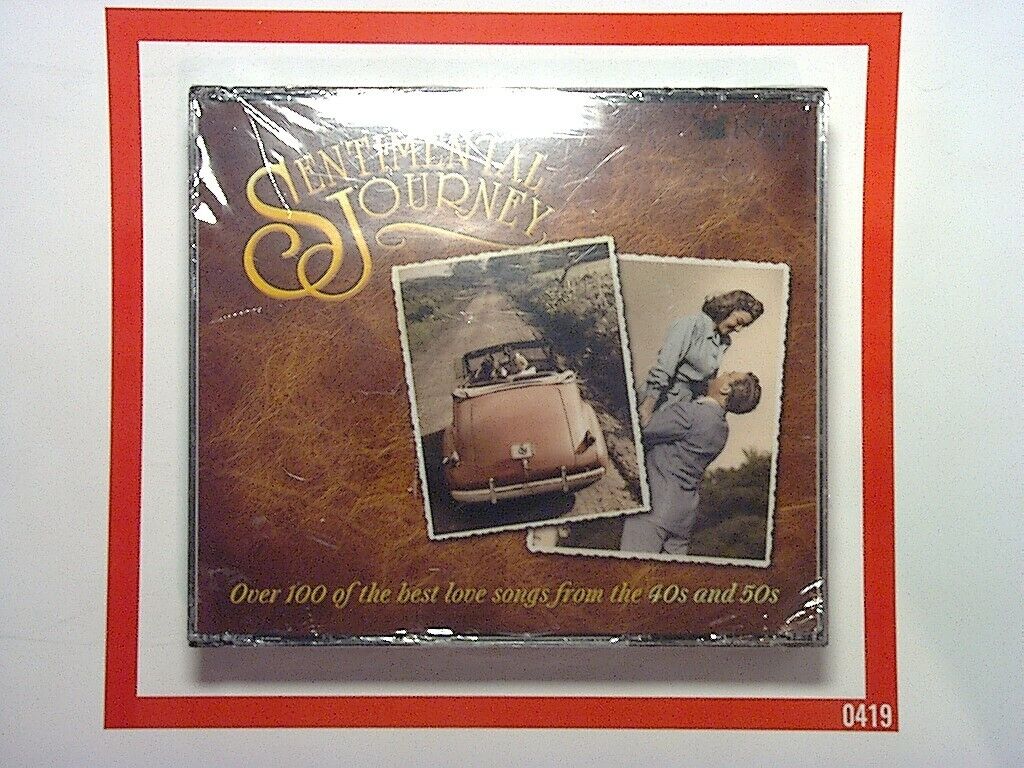 SENTIMENTAL
JOURNEY
Over 100 of the best love songs from the 40s and 50s
0419